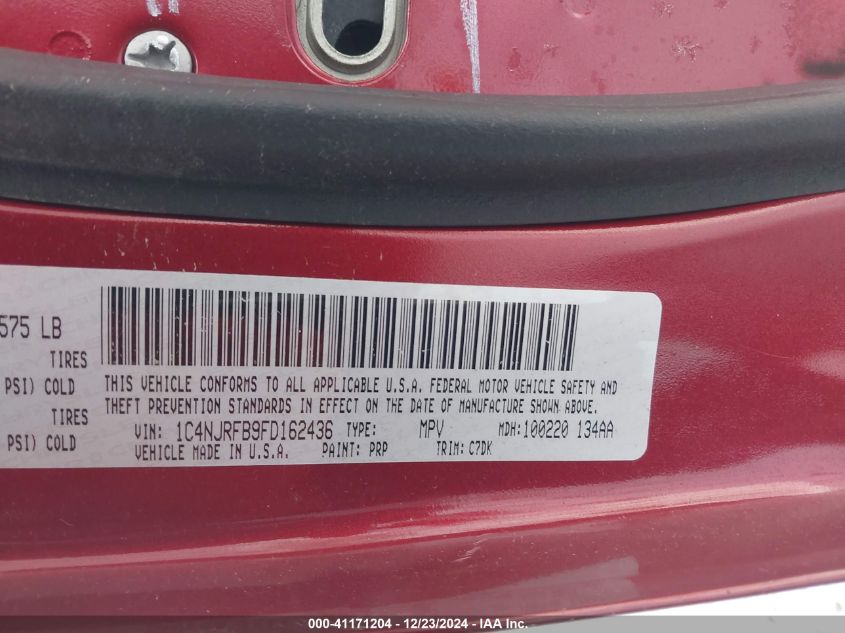 575 LB
TIRES
PSI) COLD THIS VEHICLE CONFORMS TO ALL APPLICABLE U.S.A. FEDERAL MOTOR VEHICLE SAFETY AND
TIRES THEFT PREVENTION STANDARDS IN EFFECT ON THE DATE OF MANUFACTURE SHOWN ABOVE.
PSI) COLD VIN: 1C4NJRFB9FD162436 TYPE: MPV MDH:100220 134AA
VEHICLE MADE IN U.S.A. PAINT: PRP TRIM: C7DK
000-41171204 - 12/23/2024 - IAA Inc.